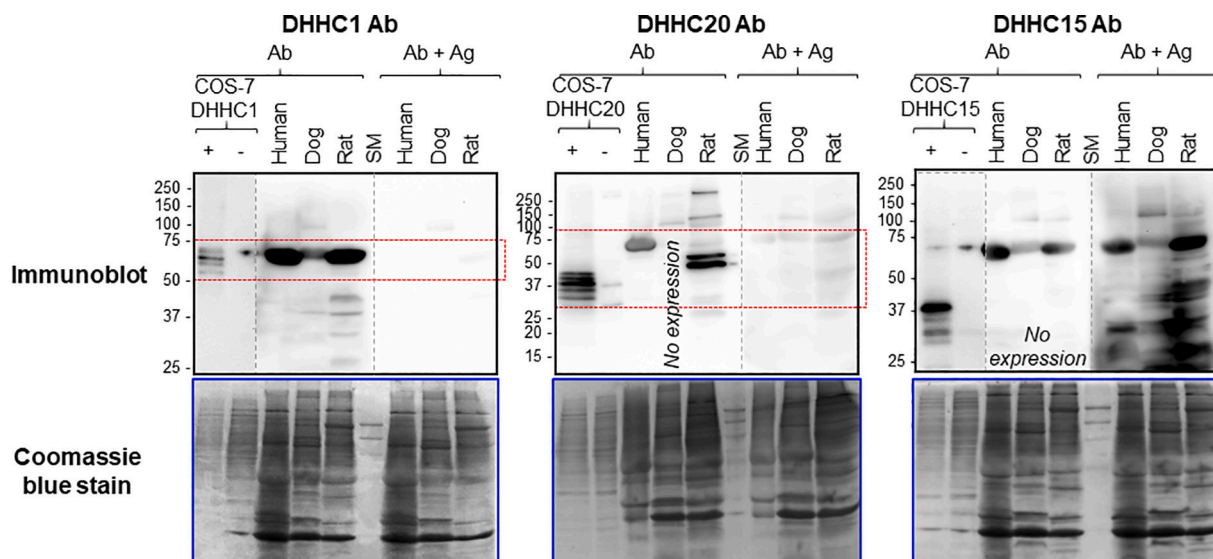 DHHC1 Ab
Ab
Ab + Ag
COS-7
DHHC1
+
-
Human
Dog
Rat
SM
Human
Dog
Rat
250 -
150 -
100 -
75 -
50 -
37 -
25 -
DHHC20 Ab
Ab
Ab + Ag
COS-7
DHHC20
+
-
Human
Dog
Rat
SM
Human
Dog
Rat
250 -
150 -
100 -
75 -
50 -
37 -
25 -
20 -
15 -
No expression
DHHC15 Ab
Ab
Ab + Ag
COS-7
DHHC15
+
-
Human
Dog
Rat
SM
Human
Dog
Rat
250 -
150 -
100 -
75 -
50 -
37 -
25 -
No
expression
Immunoblot
Coomassie
blue stain